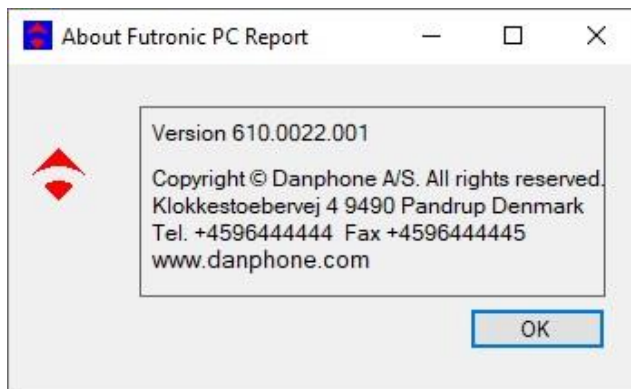 About Futronic PC Report
Version 610.0022.001
Copyright © Danphone A/S. All rights reserved.
Klokkestoebervej 4 9490 Pandrup Denmark
Tel. +4596444444  Fax +4596444445
www.danphone.com
OK